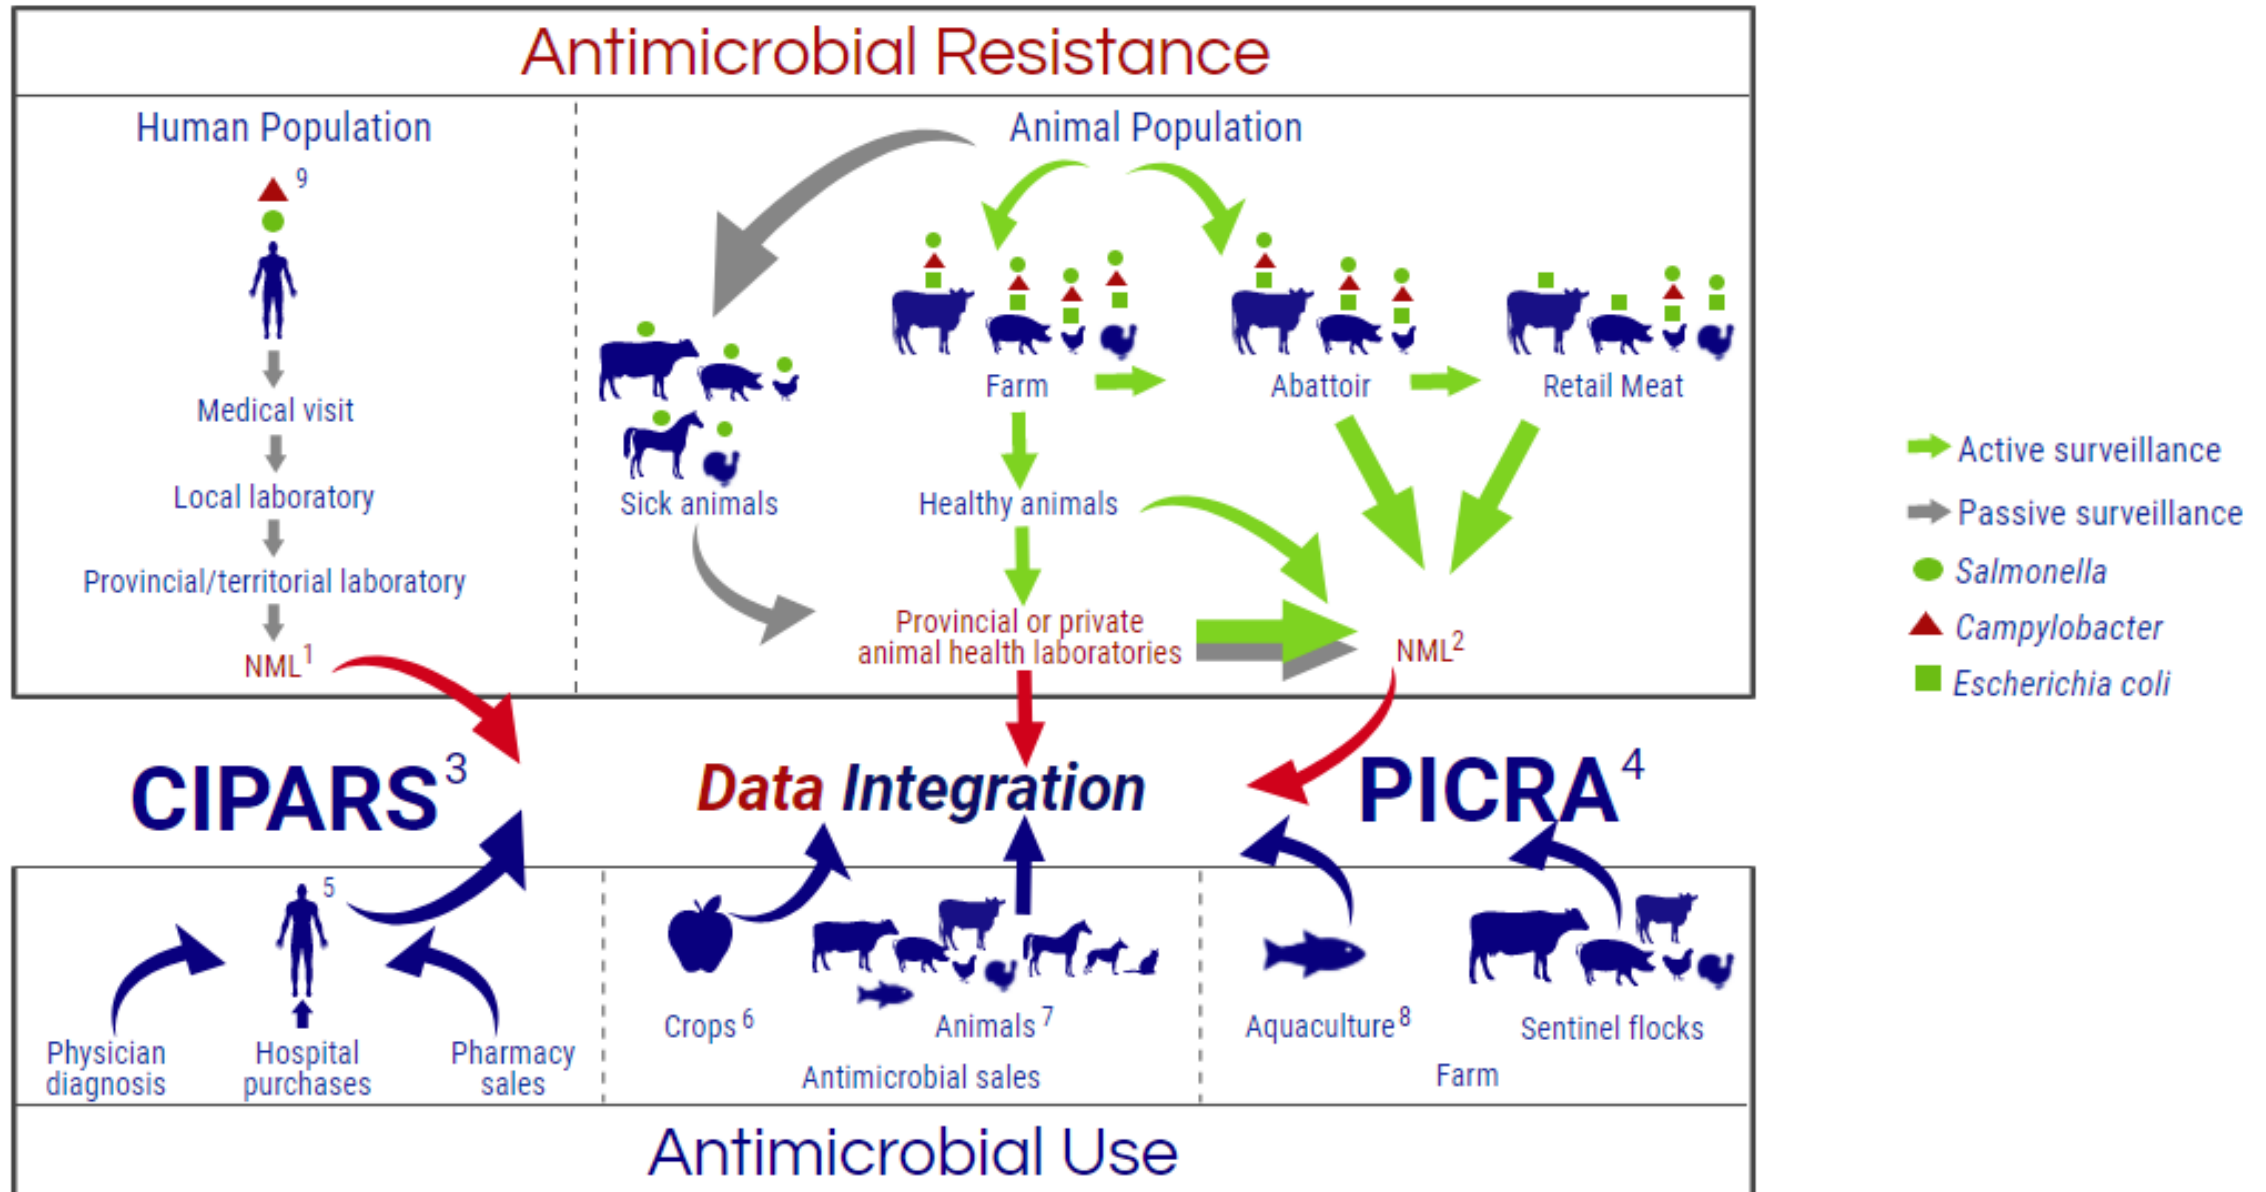 Antimicrobial Resistance
Human Population
9
Medical visit
Local laboratory
Provincial/territorial laboratory
NML1
Animal Population
Sick animals
Farm
Abattoir
Retail Meat
Healthy animals
Provincial or private
animal health laboratories
NML2
Active surveillance
Passive surveillance
Salmonella
Campylobacter
Escherichia coli
CIPARS3
Data Integration
PICRA4
5
Physician
diagnosis
Hospital
purchases
Pharmacy
sales
Crops6
Animals7
Antimicrobial sales
Aquaculture8
Sentinel flocks
Farm
Antimicrobial Use